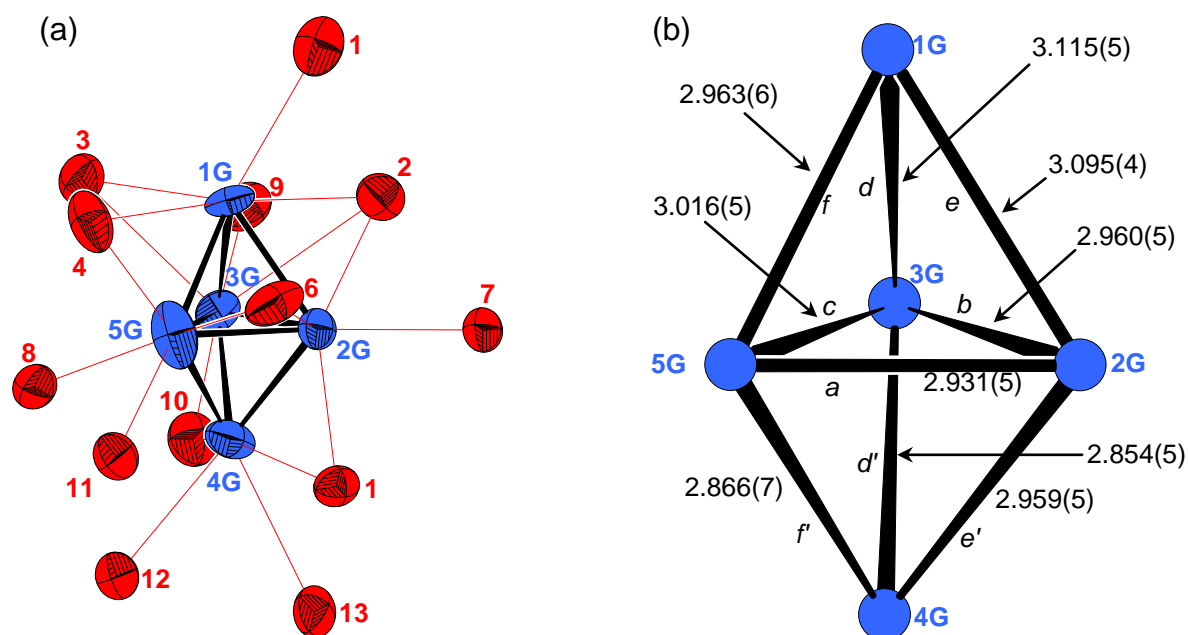 (a)
1
3
1G
9
2
4
3G
6
7
5G
2G
8
10
11
4G
1
12
13
(b)
1G
3.115(5)
2.963(6)
f
d
e
3.095(4)
3.016(5)
2.960(5)
3G
c
b
5G
2G
a
2.931(5)
d'
2.854(5)
2.866(7)
2.959(5)
f'
e'
4G